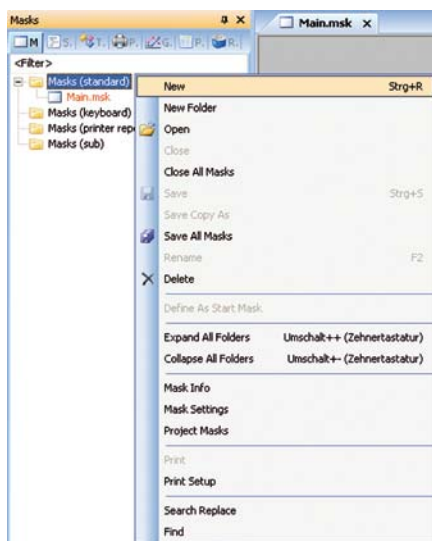 Masks
Main.msk
M S. T. P. G. P. R.
<Filter>
Masks (standard)
Main.msk
Masks (keyboard)
Masks (printer rep
Masks (sub)
New Strg+R
New Folder
Open
Close
Close All Masks
Save Strg+S
Save Copy As
Save All Masks
Rename F2
Delete
Define As Start Mask
Expand All Folders Umschalt++ (Zehnertastatur)
Collapse All Folders Umschalt+- (Zehnertastatur)
Mask Info
Mask Settings
Project Masks
Print
Print Setup
Search Replace
Find